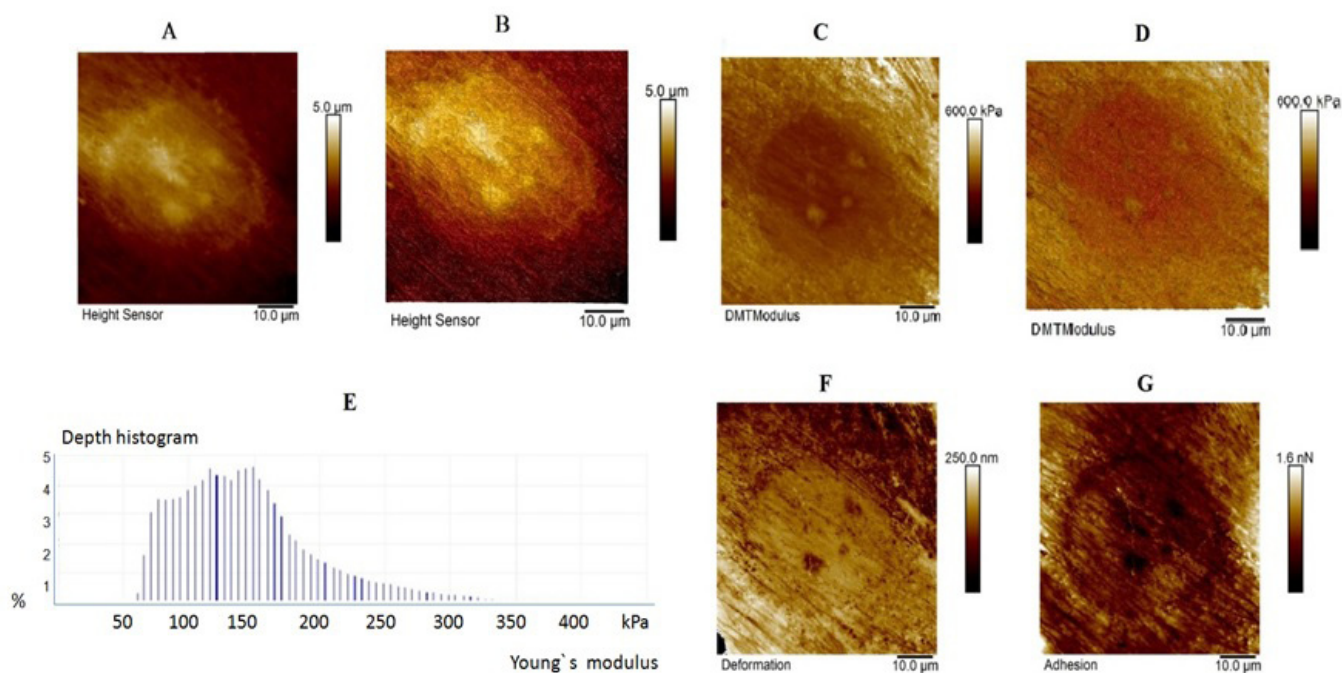 A
B
C
D
5.0 µm
5.0 µm
600.0 kPa
600.0 kPa
Height Sensor
10.0 µm
Height Sensor
10.0 µm
DMTModulus
10.0 µm
DMTModulus
10.0 µm
E
F
G
Depth histogram
5
4
3
2
1
%
50 100 150 200 250 300 350 400 kPa
Young`s modulus
250.0 nm
1.6 nN
Deformation
10.0 µm
Adhesion
10.0 µm